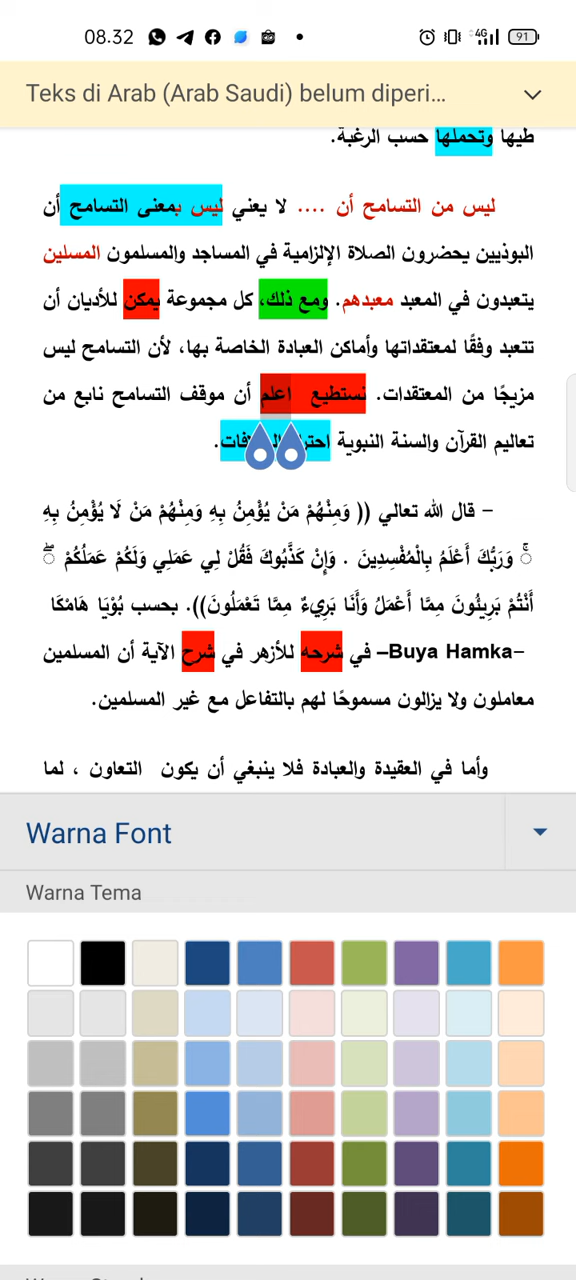 08.32
4G
91
Teks di Arab (Arab Saudi) belum diperi...
طيها وتحملها حسب الرغبة.
ليس من التسامح أن .... لا يعني ليس بمعنى التسامح أن
البوذيين يحضرون الصلاة الإلزامية في المساجد والمسلمون المسلين
يتعبدون في المعبد معبدهم. ومع ذلك، كل مجموعة يمكن للأديان أن
تتعبد وفقًا لمعتقداتها وأماكن العبادة الخاصة بها، لأن التسامح ليس
مزيجًا من المعتقدات. نستطيع اعلم أن موقف التسامح نابع من
تعاليم القرآن والسنة النبوية
– قال الله تعالي (( وَمِنْهُمْ مَنْ يُؤْمِنُ بِهِ وَمِنْهُمْ مَنْ لَا يُؤْمِنُ بِهِ
ۚ وَرَبُّكَ أَعْلَمُ بِالْمُفْسِدِينَ . وَإِنْ كَذَّبُوكَ فَقُلْ لِي عَمَلِي وَلَكُمْ عَمَلُكُمْ ۖ
أَنْتُمْ بَرِيئُونَ مِمَّا أَعْمَلُ وَأَنَا بَرِيءٌ مِمَّا تَعْمَلُونَ)). بحسب بُوْيَا هَامْكَا
–Buya Hamka– في شرحه للأزهر في شرح الآية أن المسلمين
معاملون ولا يزالون مسموحًا لهم بالتفاعل مع غير المسلمين.
وأما في العقيدة والعبادة فلا ينبغي أن يكون التعاون ، لما
Warna Font
Warna Tema